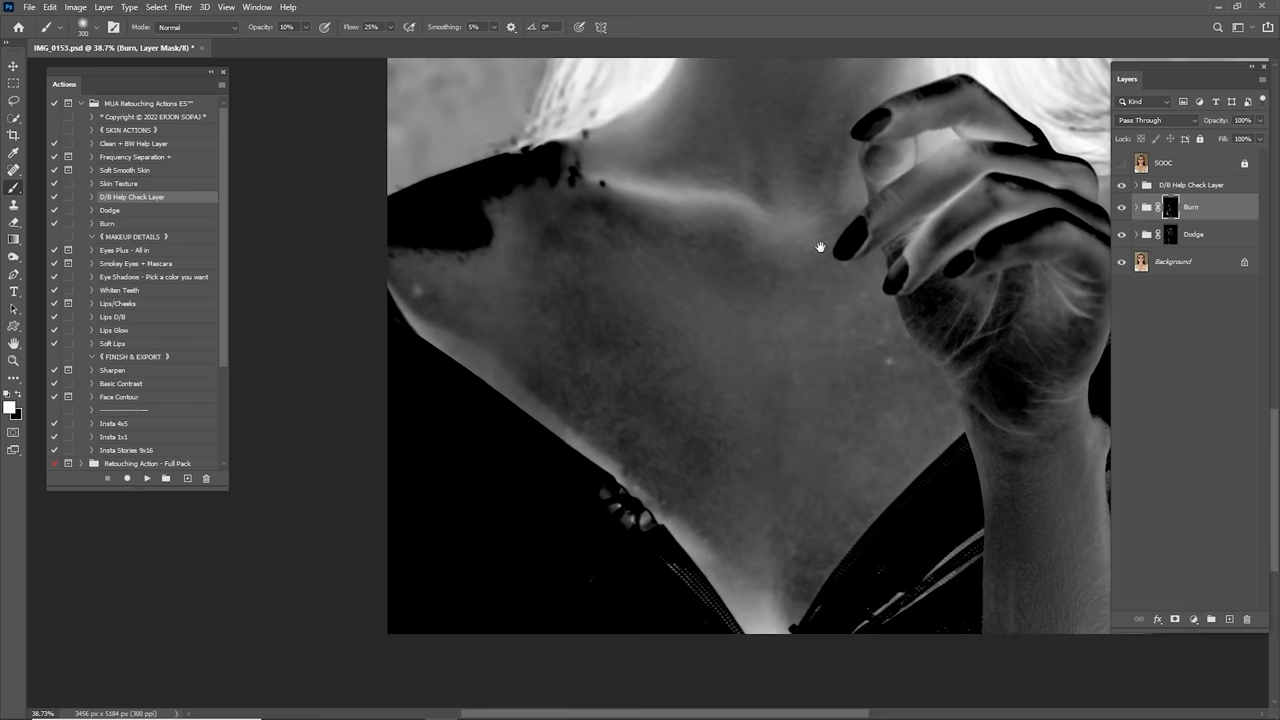 File Edit Image Layer Type Select Filter 3D View Window Help
300 Mode: Normal Opacity: 10% Flow: 25% Smoothing: 5% 0°
IMG_0153.psd @ 38.7% (Burn, Layer Mask/8) *
Actions
MUA Retouching Actions ES™
* Copyright © 2022 ERJON SOPAJ *
《 SKIN ACTIONS 》
Clean + BW Help Layer
Frequency Separation +
Soft Smooth Skin
Skin Texture
D/B Help Check Layer
Dodge
Burn
《 MAKEUP DETAILS 》
Eyes Plus - All in
Smokey Eyes + Mascara
Eye Shadows - Pick a color you want
Whiten Teeth
Lips/Cheeks
Lips D/B
Lips Glow
Soft Lips
《 FINISH & EXPORT 》
Sharpen
Basic Contrast
Face Contour
--------------------
Insta 4x5
Insta 1x1
Insta Stories 9x16
Retouching Action - Full Pack
Layers
Kind
Pass Through Opacity: 100%
Lock: Fill: 100%
SOOC
D/B Help Check Layer
Burn
Dodge
Background
fx
38.73% 3456 px x 5184 px (300 ppi)